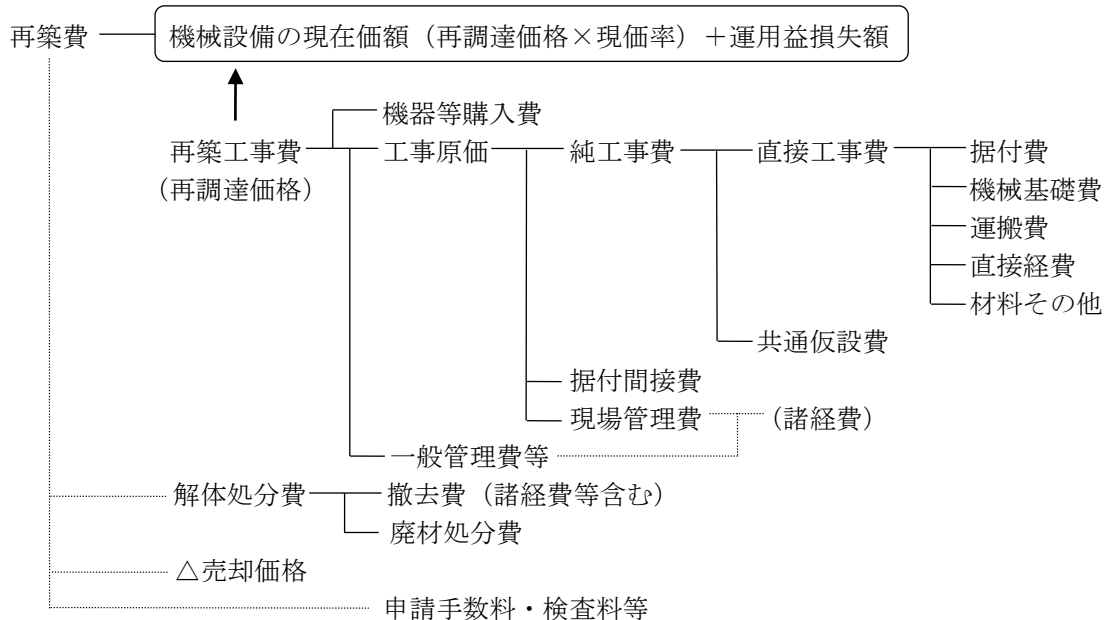 再築費
機械設備の現在価額（再調達価格×現価率）＋運用益損失額
機器等購入費
再築工事費 工事原価 純工事費 直接工事費 据付費
（再調達価格） 機械基礎費
運搬費
直接経費
材料その他
共通仮設費
据付間接費
現場管理費 （諸経費）
一般管理費等
解体処分費 撤去費（諸経費等含む）
廃材処分費
△売却価格
申請手数料・検査料等